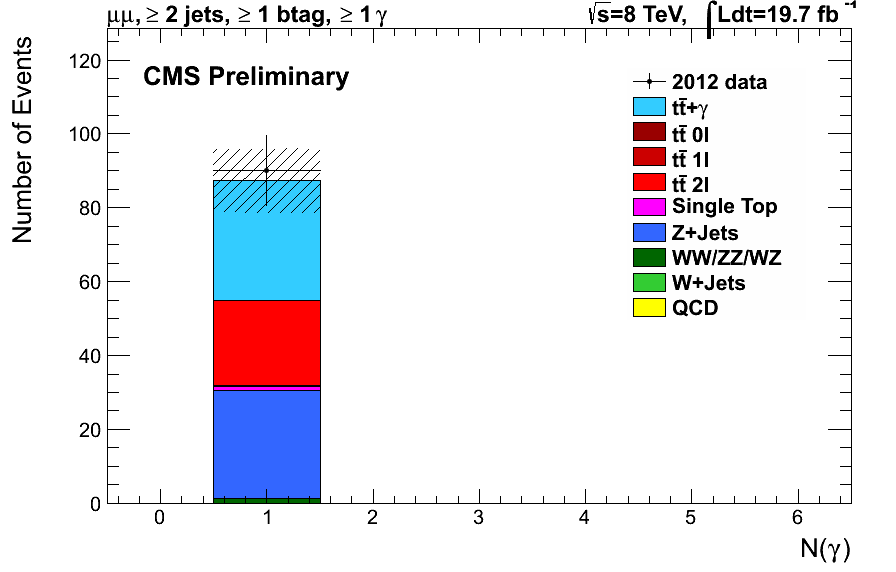 μμ, ≥ 2 jets, ≥ 1 btag, ≥ 1 γ
√s=8 TeV, ∫Ldt=19.7 fb⁻¹
CMS Preliminary
Number of Events
120
100
80
60
40
20
0
2012 data
tt̄+γ
tt̄ 0l
tt̄ 1l
tt̄ 2l
Single Top
Z+Jets
WW/ZZ/WZ
W+Jets
QCD
0 1 2 3 4 5 6
N(γ)